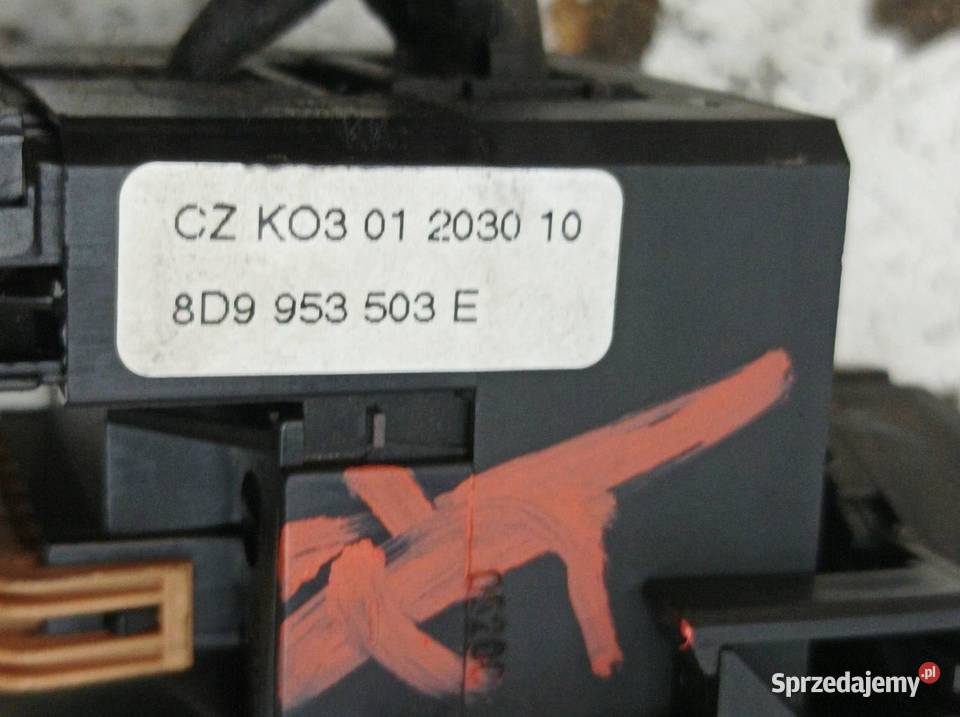 CZ KO3 01 2030 10
8D9 953 503 E
Sprzedajemy.pl